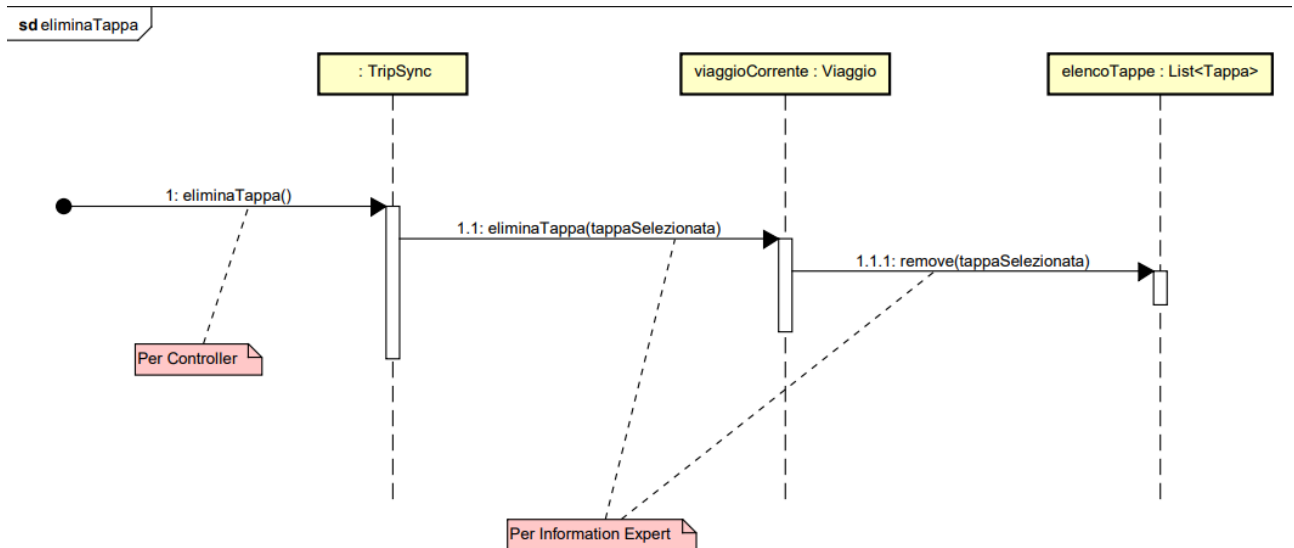 sd eliminaTappa
: TripSync
viaggioCorrente : Viaggio
elencoTappe : List<Tappa>
1: eliminaTappa()
1.1: eliminaTappa(tappaSelezionata)
1.1.1: remove(tappaSelezionata)
Per Controller
Per Information Expert